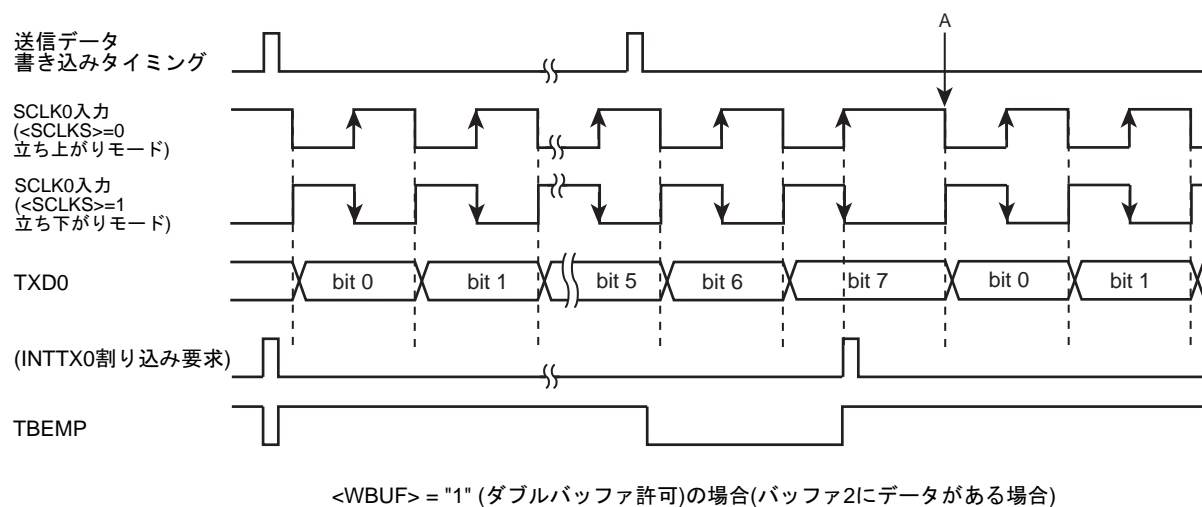 A
送信データ
書き込みタイミング
SCLK0入力
(<SCLKS>=0
立ち上がりモード)
SCLK0入力
(<SCLKS>=1
立ち下がりモード)
TXD0
bit 0
bit 1
bit 5
bit 6
bit 7
bit 0
bit 1
(INTTX0割り込み要求)
TBEMP
<WBUF> = "1" (ダブルバッファ許可)の場合(バッファ2にデータがある場合)